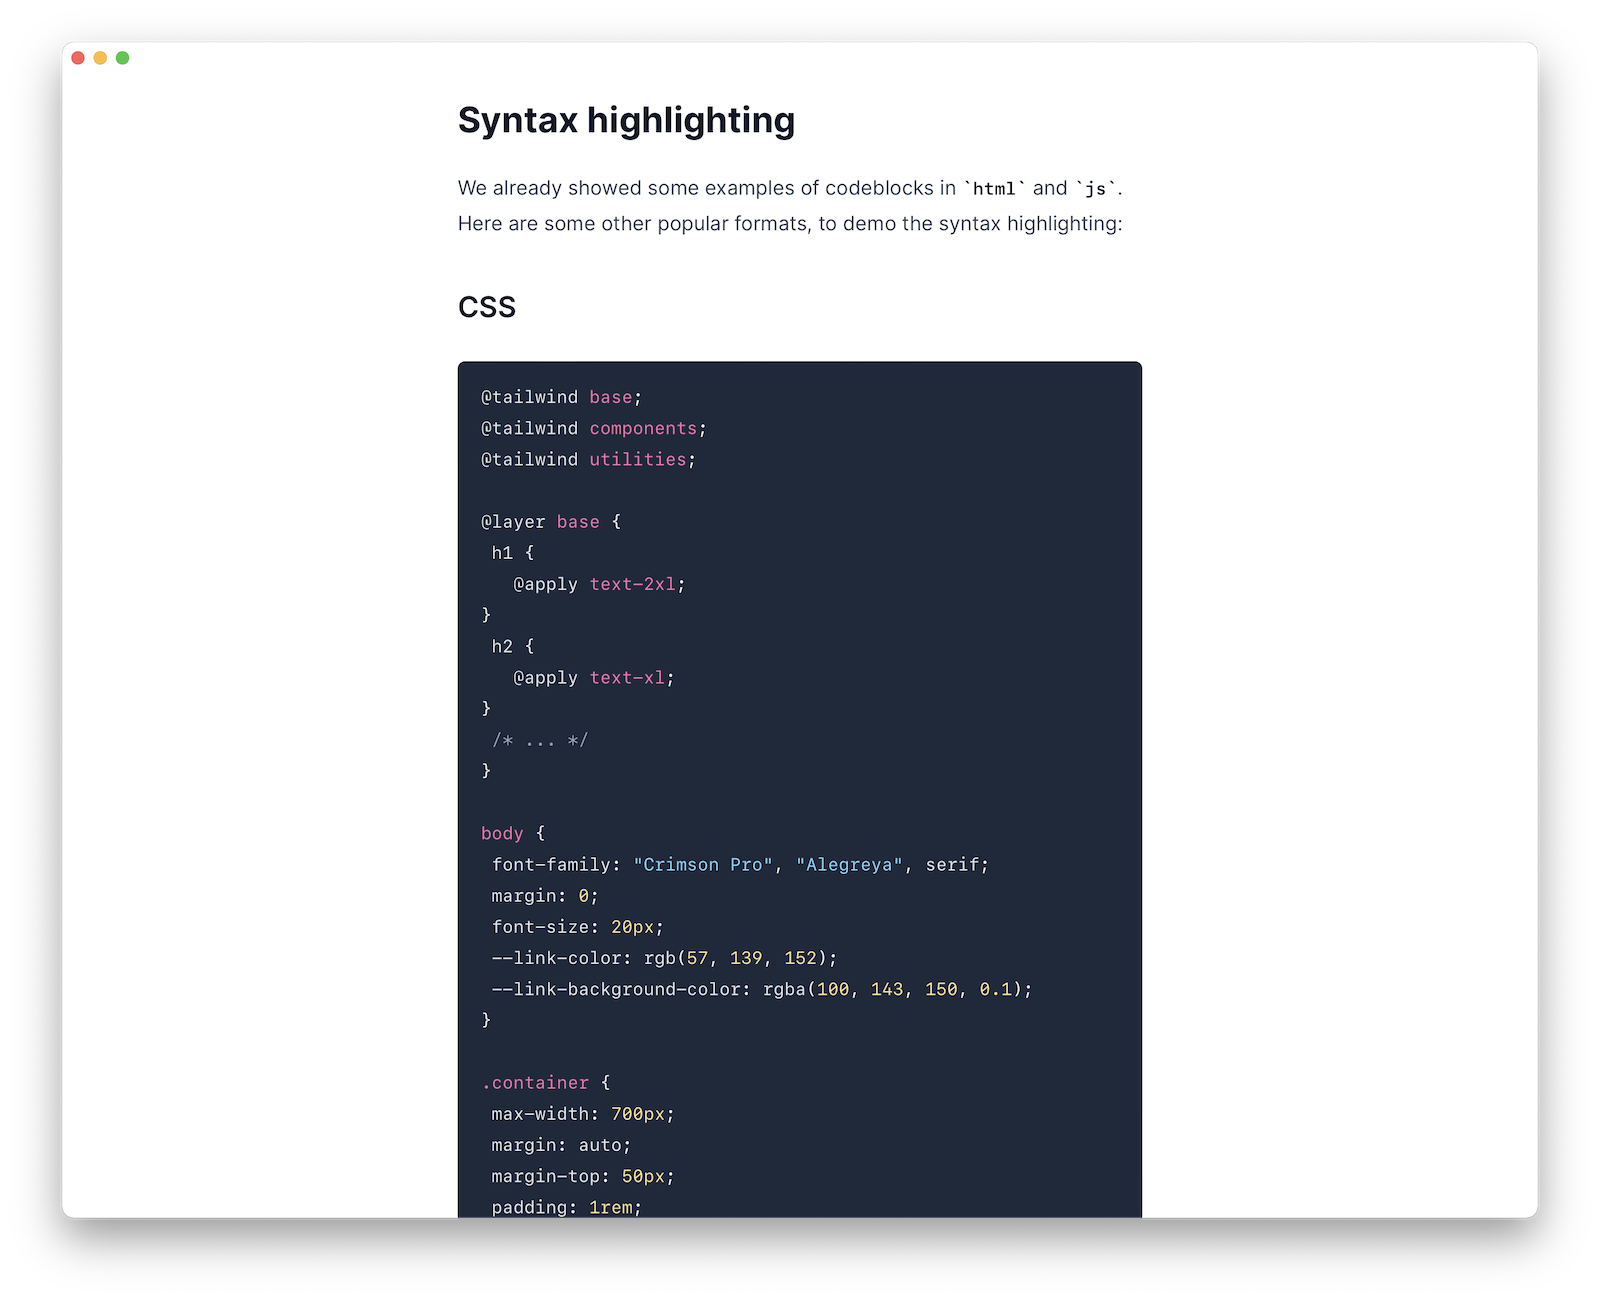 Syntax highlighting
We already showed some examples of codeblocks in `html` and `js`.
Here are some other popular formats, to demo the syntax highlighting:
CSS
@tailwind base;
@tailwind components;
@tailwind utilities;
@layer base {
 h1 {
   @apply text-2xl;
}
 h2 {
   @apply text-xl;
}
 /* ... */
}
body {
 font-family: "Crimson Pro", "Alegreya", serif;
 margin: 0;
 font-size: 20px;
 --link-color: rgb(57, 139, 152);
 --link-background-color: rgba(100, 143, 150, 0.1);
}
.container {
 max-width: 700px;
 margin: auto;
 margin-top: 50px;
 padding: 1rem;